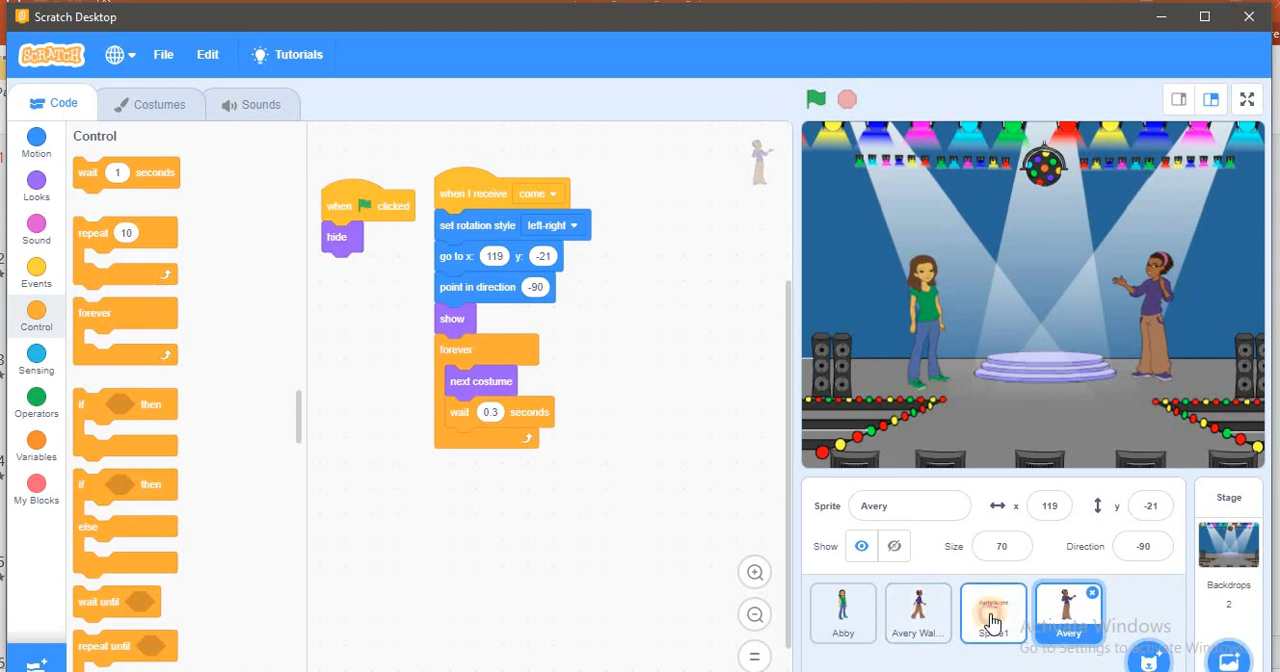 Scratch Desktop
SCRATCH File Edit Tutorials
Code Costumes Sounds
Motion
Looks
Sound
Events
Control
Sensing
Operators
Variables
My Blocks
Control
wait 1 seconds
repeat 10
forever
if then
if then
else
wait until
repeat until
when clicked
hide
when I receive come
set rotation style left-right
go to x: 119 y: -21
point in direction -90
show
forever
next costume
wait 0.3 seconds
Sprite Avery x 119 y -21
Show Size 70 Direction -90
Abby
Avery Wal...
Avery
Stage
Backdrops
2
Activate Windows
Go to Settings to activate Windows.